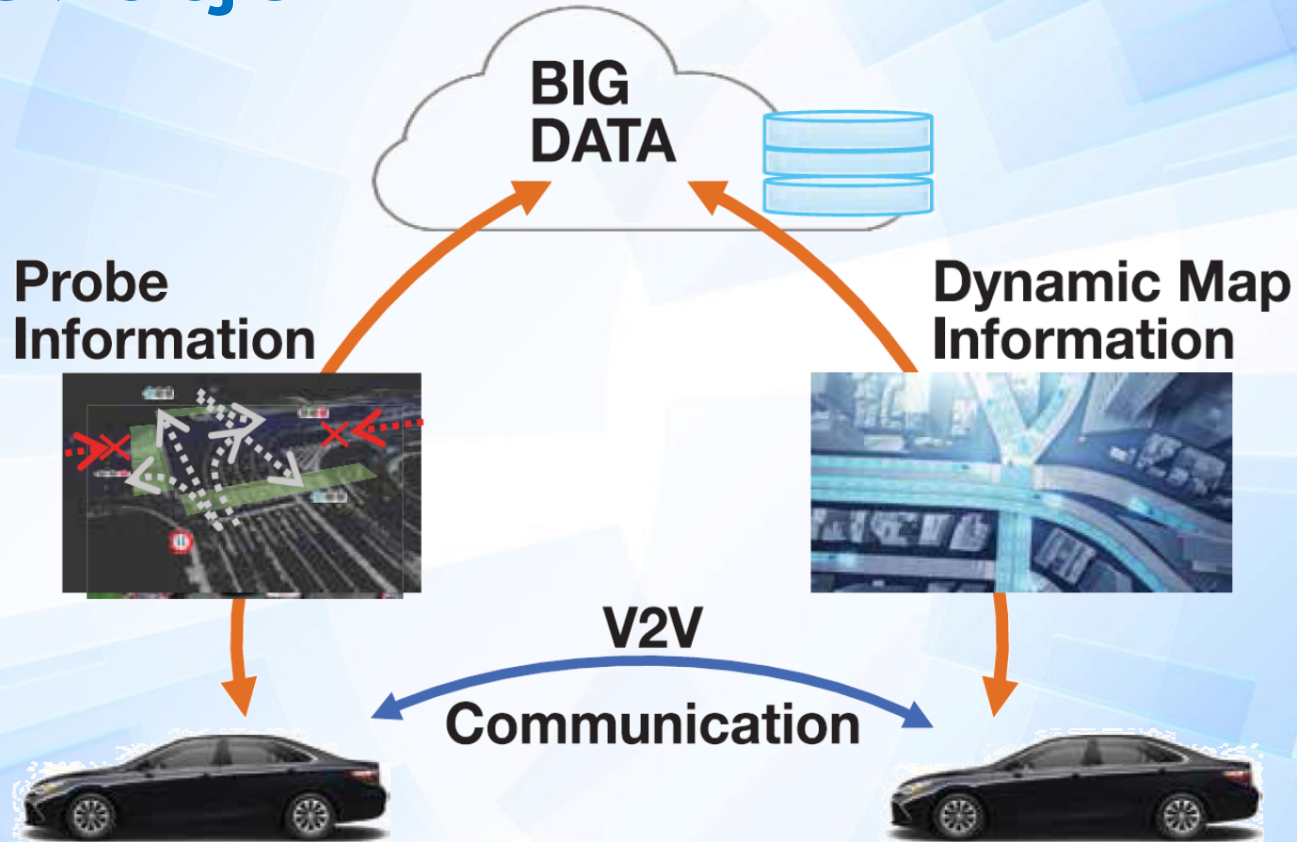 BIG
DATA
Probe
Information
Dynamic Map
Information
V2V
Communication